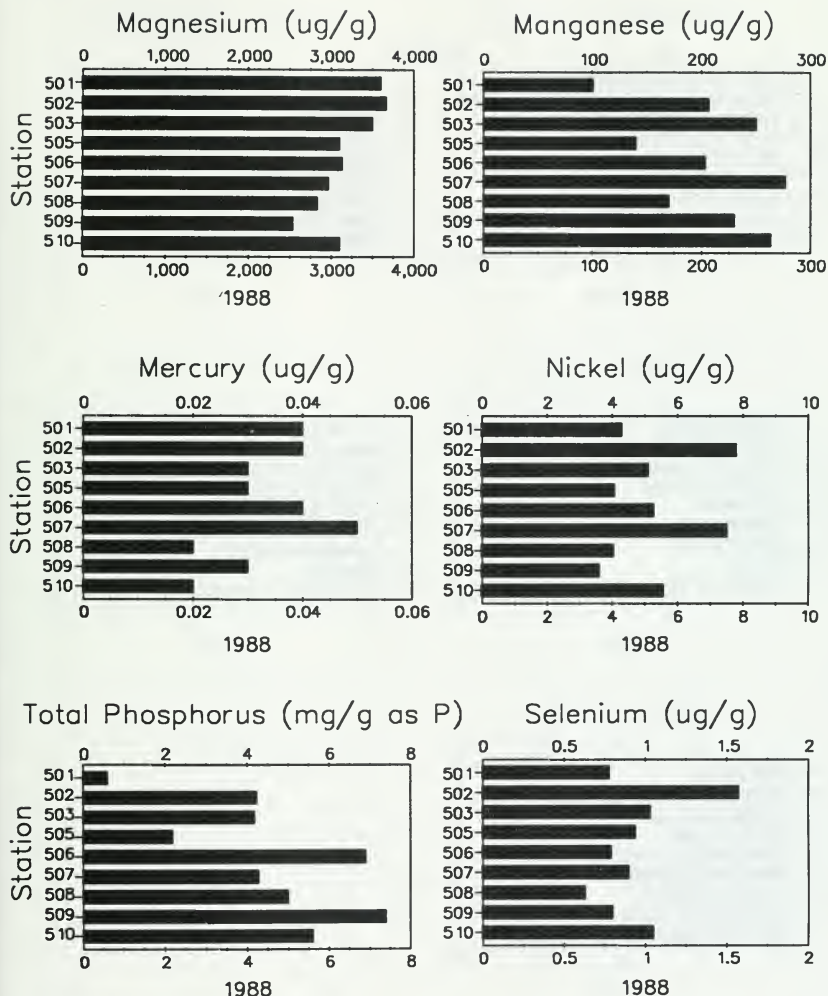 Magnesium (ug/g)
0 1,000 2,000 3,000 4,000
Station
501
502
503
505
506
507
508
509
510
0 1,000 2,000 3,000 4,000
1988
Manganese (ug/g)
0 100 200 300
501
502
503
505
506
507
508
509
510
0 100 200 300
1988
Mercury (ug/g)
0 0.02 0.04 0.06
Station
501
502
503
505
506
507
508
509
510
0 0.02 0.04 0.06
1988
Nickel (ug/g)
0 2 4 6 8 10
501
502
503
505
506
507
508
509
510
0 2 4 6 8 10
1988
Total Phosphorus (mg/g as P)
0 2 4 6 8
Station
501
502
503
505
506
507
508
509
510
0 2 4 6 8
1988
Selenium (ug/g)
0 0.5 1 1.5 2
501
502
503
505
506
507
508
509
510
0 0.5 1 1.5 2
1988